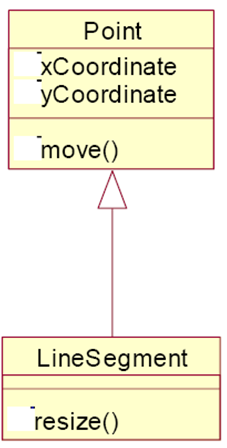 Point
xCoordinate
yCoordinate
move()
LineSegment
resize()